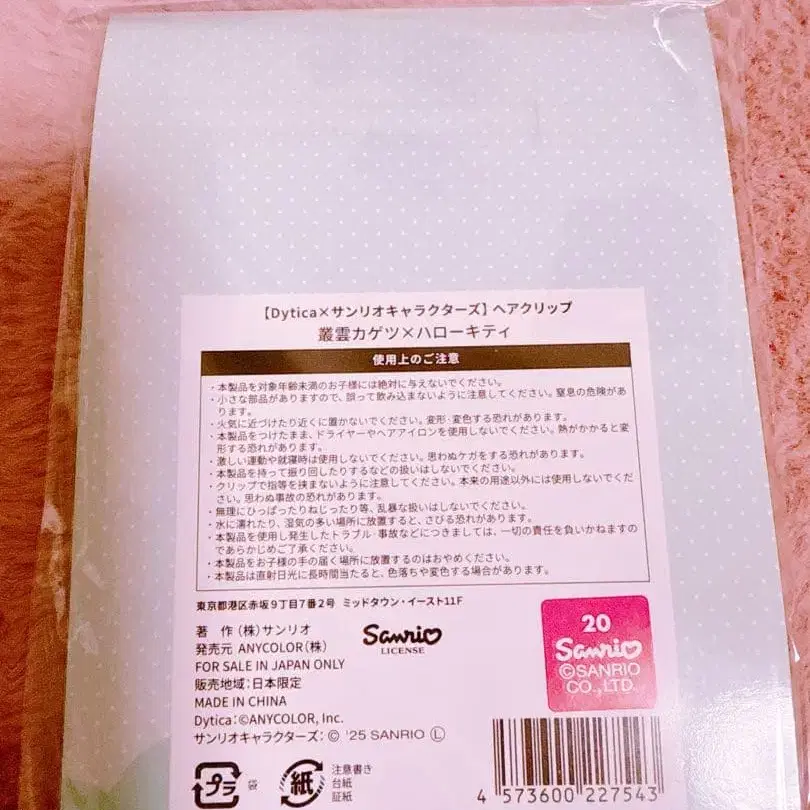 【Dytica×サンリオキャラクターズ】ヘアクリップ
叢雲カゲツ×ハローキティ
使用上のご注意
・本製品を対象年齢未満のお子様には絶対に与えないでください。
・小さな部品がありますので、誤って飲み込まないように注意してください。窒息の危険があ
ります。
・火気に近づけたり近くに置かないでください。変形・変色する恐れがあります。
・本製品をつけたまま、ドライヤーやヘアアイロンを使用しないでください。熱がかかると変
形する恐れがあります。
・激しい運動や就寝時は使用しないでください。思わぬケガをする恐れがあります。
・本製品を持って振り回したりするなどの扱いはしないでください。
・クリップで指等を挟まないように注意してください。本来の用途以外には使用しないでくだ
さい。思わぬ事故の恐れがあります。
・無理にひっぱったりねじったり等、乱暴な扱いはしないでください。
・水に濡れたり、湿気の多い場所に放置すると、さびる恐れがあります。
・本製品を使用し発生したトラブル・事故などにつきましては、一切の責任を負いかねますの
であらかじめご了承ください。
・本製品をお子様の手の届く場所に放置するのはおやめください。
・本製品は直射日光に長時間当たると、色落ちや変色する場合があります。
東京都港区赤坂9丁目7番2号 ミッドタウン・イースト11F
著 作 (株)サンリオ
発売元 ANYCOLOR(株)
FOR SALE IN JAPAN ONLY
販売地域:日本限定
MADE IN CHINA
Dytica:©ANYCOLOR, Inc.
サンリオキャラクターズ:© '25 SANRIO Ⓛ
Sanrio
LICENSE
20
Sanrio
©SANRIO
CO., LTD.
プラ 袋
紙
注意書き
台紙
証紙
4 573600 227543